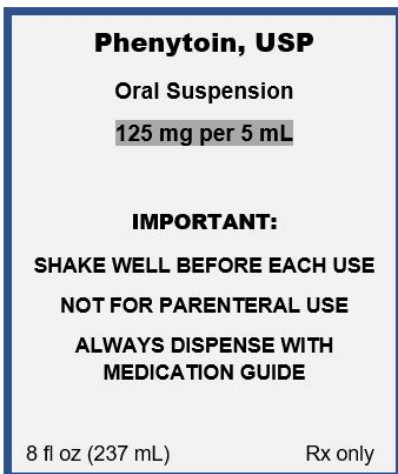 Phenytoin, USP
Oral Suspension
125 mg per 5 mL
IMPORTANT:
SHAKE WELL BEFORE EACH USE
NOT FOR PARENTERAL USE
ALWAYS DISPENSE WITH
MEDICATION GUIDE
8 fl oz (237 mL) Rx only